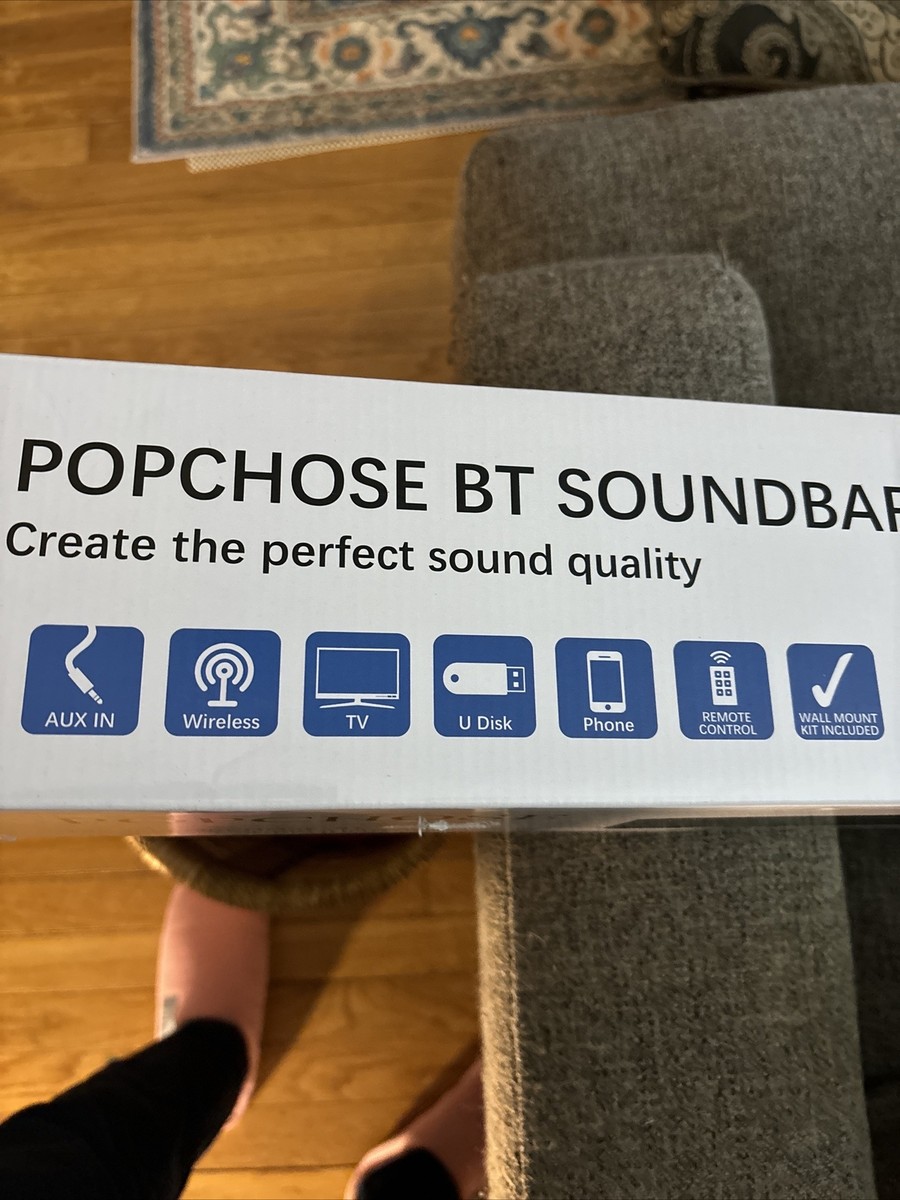 POPCHOSE BT SOUNDBAR
Create the perfect sound quality
AUX IN
Wireless
TV
U Disk
Phone
REMOTE
CONTROL
WALL MOUNT
KIT INCLUDED